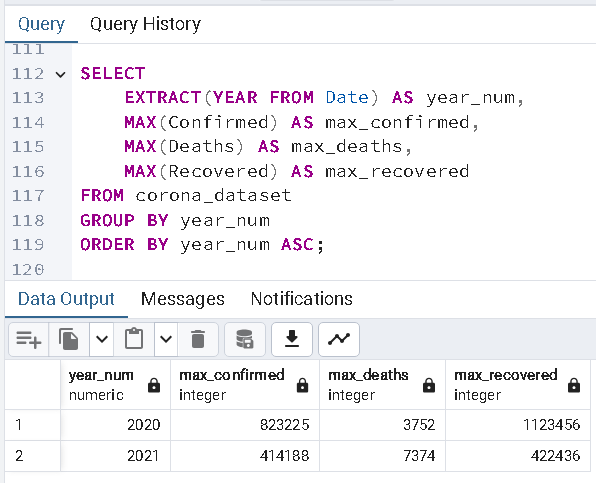 Query Query History
111
112 SELECT
113 EXTRACT(YEAR FROM Date) AS year_num,
114 MAX(Confirmed) AS max_confirmed,
115 MAX(Deaths) AS max_deaths,
116 MAX(Recovered) AS max_recovered
117 FROM corona_dataset
118 GROUP BY year_num
119 ORDER BY year_num ASC;
120
Data Output Messages Notifications
year_num max_confirmed max_deaths max_recovered
numeric integer integer integer
1 2020 823225 3752 1123456
2 2021 414188 7374 422436